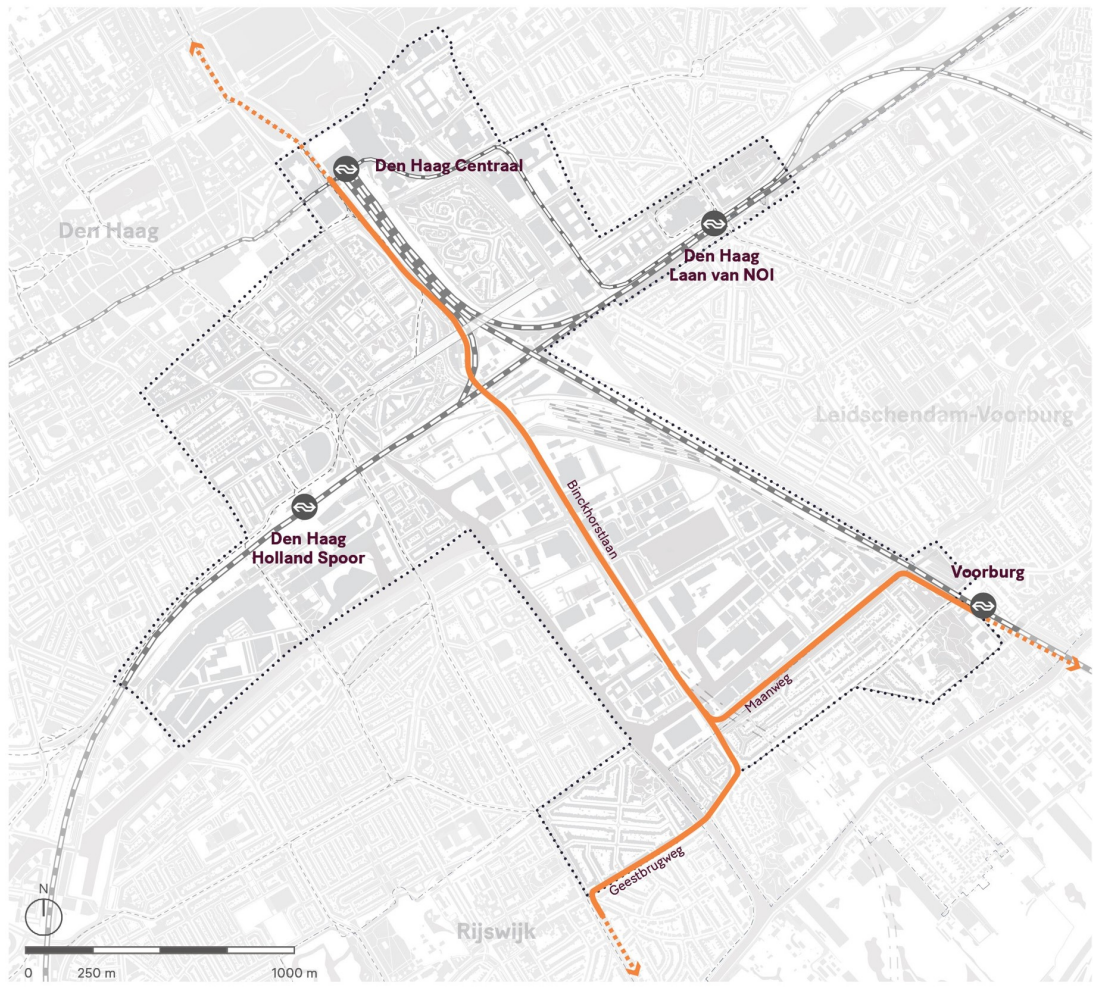 Den Haag Centraal
Den Haag
Den Haag
Laan van NOI
Leidschendam-Voorburg
Binckhorstlaan
Den Haag
Holland Spoor
Voorburg
Maanweg
Geestbrugweg
Rijswijk
N
0 250 m 1000 m